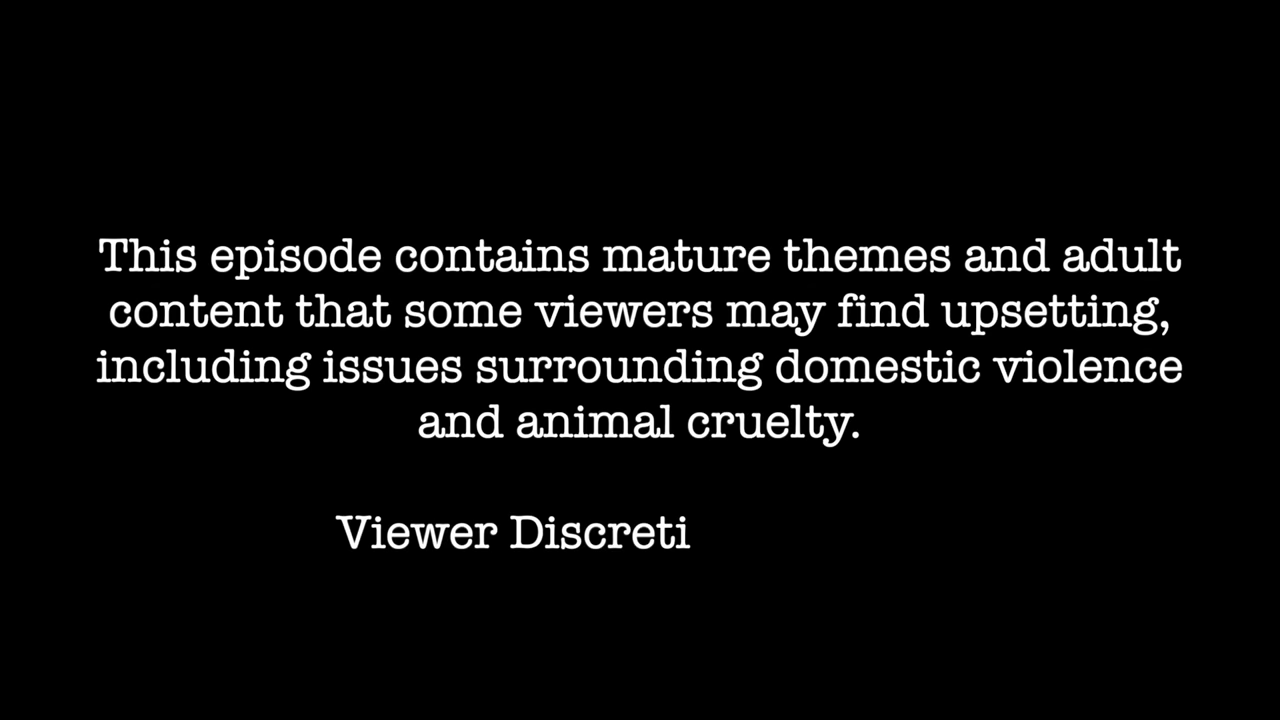 This episode contains mature themes and adult
content that some viewers may find upsetting,
including issues surrounding domestic violence
and animal cruelty.
Viewer Discreti